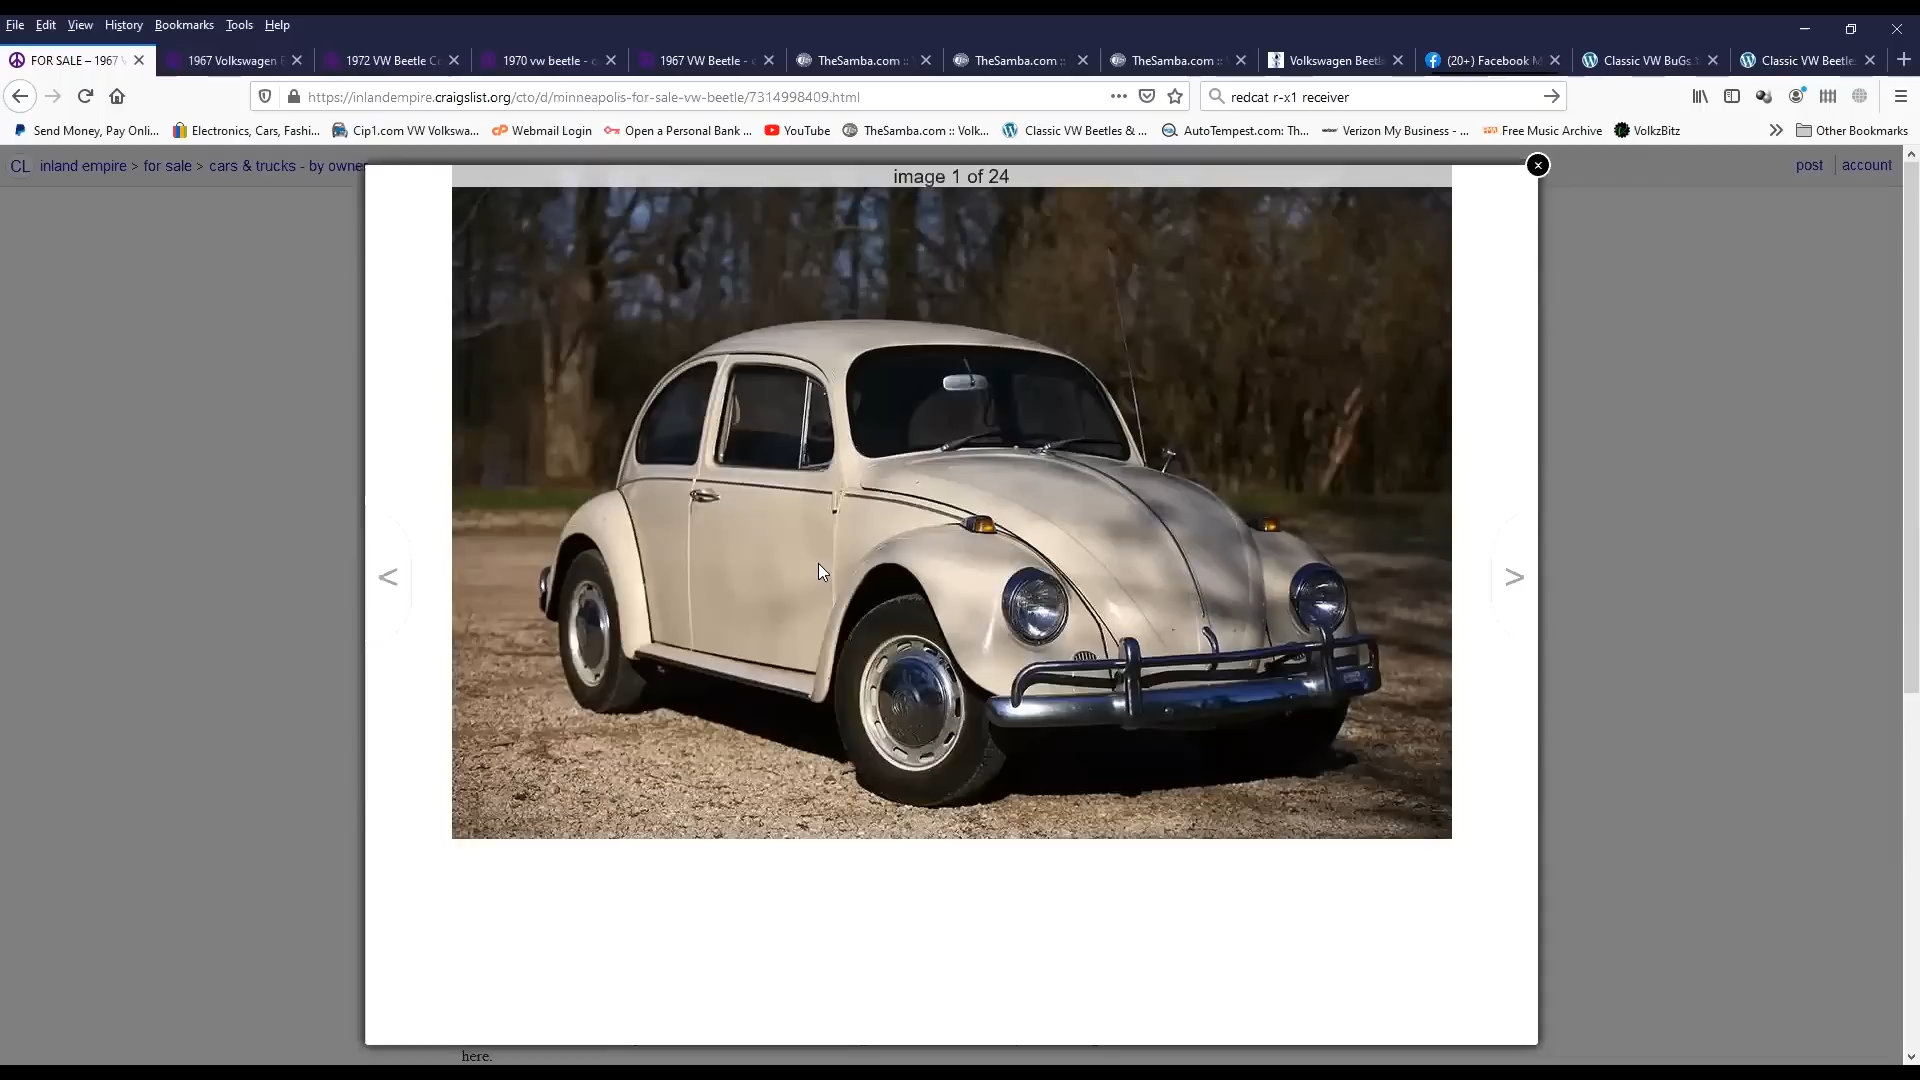 File Edit View History Bookmarks Tools Help
FOR SALE – 1967 1967 Volkswagen 1972 VW Beetle 1970 vw beetle - 1967 VW Beetle - TheSamba.com :: TheSamba.com :: TheSamba.com :: Volkswagen Beetl (20+) Facebook Classic VW BuGs Classic VW Beetle
https://inlandempire.craigslist.org/cto/d/minneapolis-for-sale-vw-beetle/7314998409.html redcat r-x1 receiver
Send Money, Pay Onli... Electronics, Cars, Fashi... Cip1.com VW Volkswa... Webmail Login Open a Personal Bank ... YouTube TheSamba.com :: Volk... Classic VW Beetles & ... AutoTempest.com: Th... Verizon My Business - ... Free Music Archive VolkzBitz Other Bookmarks
CL inland empire > for sale > cars & trucks - by owner post account
image 1 of 24
< >
here.